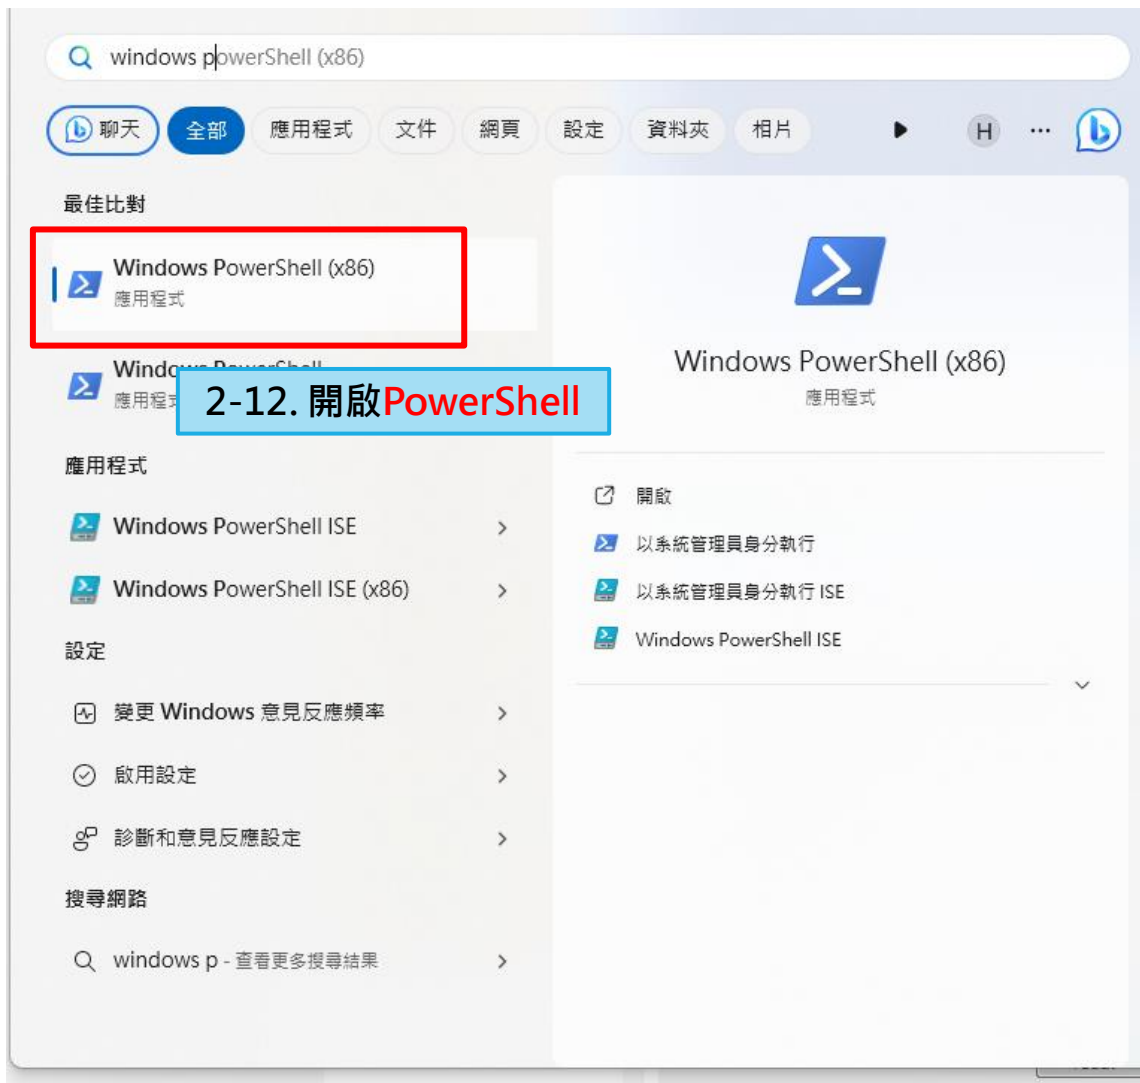 windows powerShell (x86)
聊天 全部 應用程式 文件 網頁 設定 資料夾 相片 H ...
最佳比對
Windows PowerShell (x86)
應用程式
Windows PowerShell
應用程式
2-12. 開啟PowerShell
應用程式
Windows PowerShell ISE
Windows PowerShell ISE (x86)
設定
變更 Windows 意見反應頻率
啟用設定
診斷和意見反應設定
搜尋網路
windows p - 查看更多搜尋結果
Windows PowerShell (x86)
應用程式
開啟
以系統管理員身分執行
以系統管理員身分執行 ISE
Windows PowerShell ISE